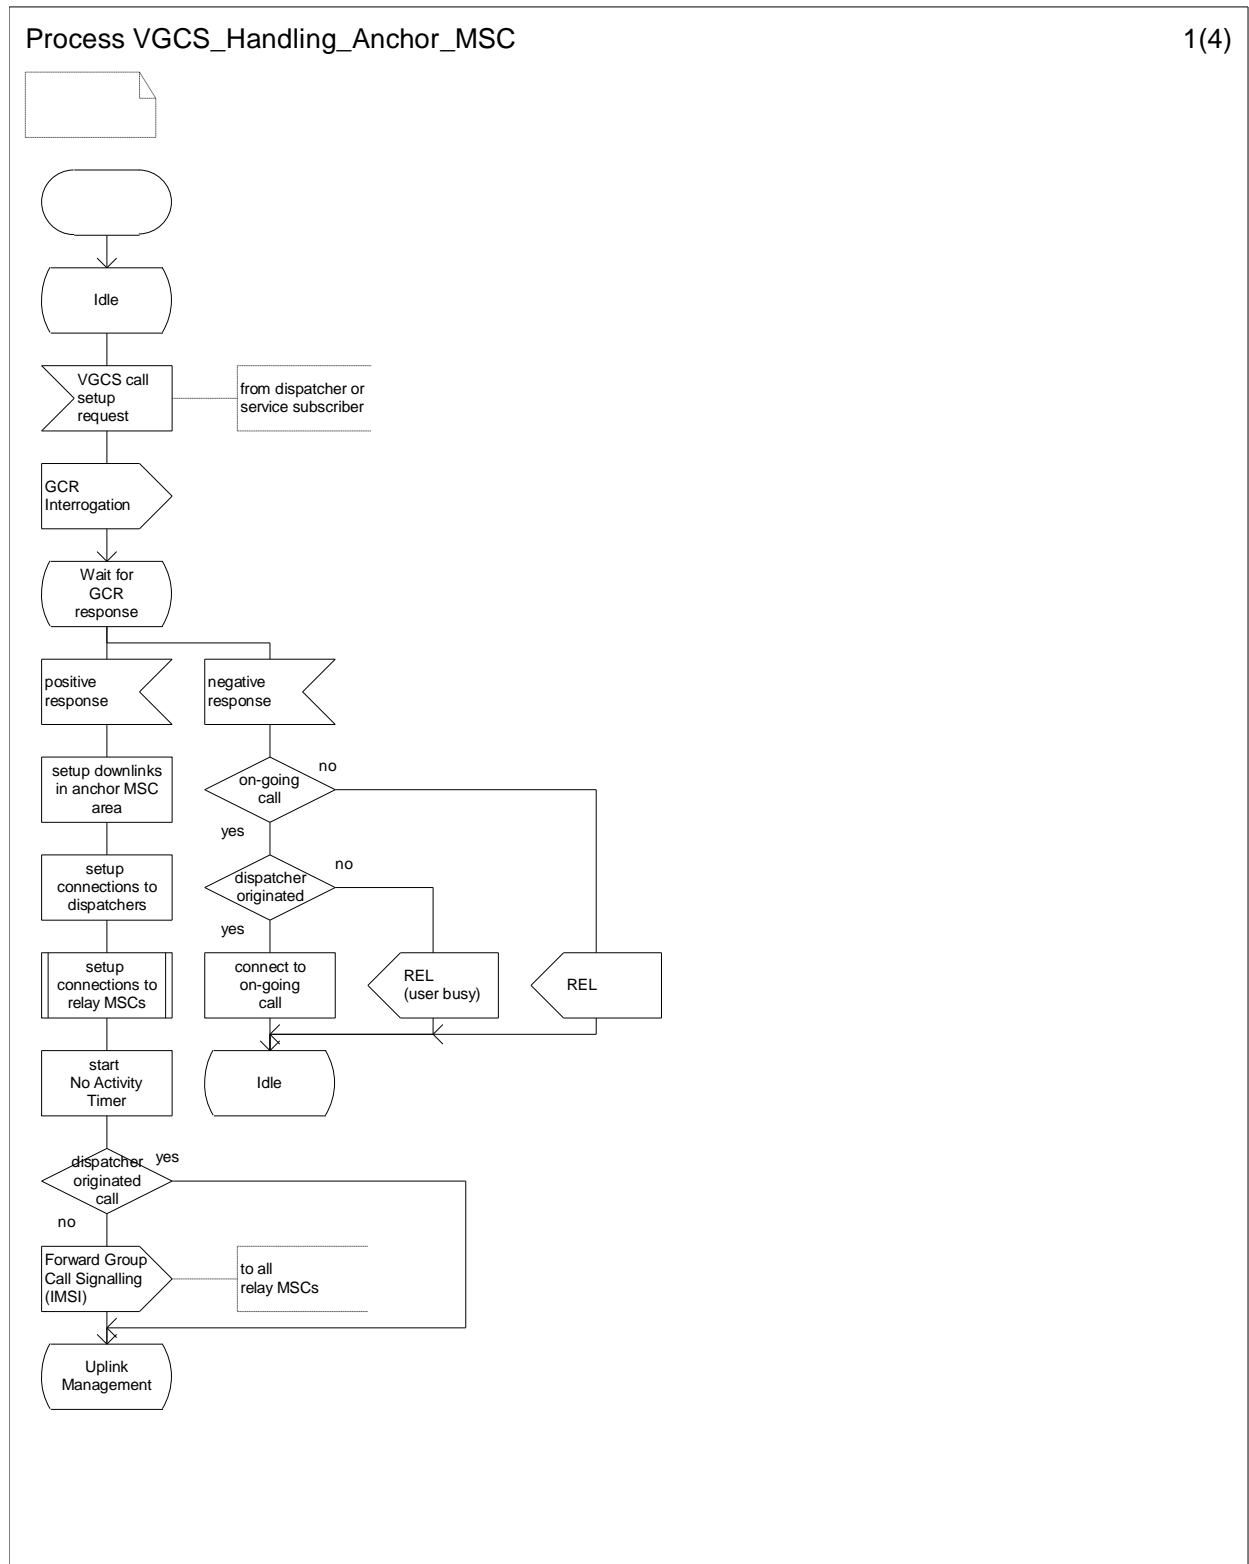 Process VGCS_Handling_Anchor_MSC
1(4)
Idle
VGCS call
setup
request
from dispatcher or
service subscriber
GCR
Interrogation
Wait for
GCR
response
positive
response
negative
response
setup downlinks
in anchor MSC
area
on-going
call
no
yes
setup
connections to
dispatchers
dispatcher
originated
no
yes
setup
connections to
relay MSCs
connect to
on-going
call
REL
(user busy)
REL
start
No Activity
Timer
Idle
dispatcher
originated
call
yes
no
Forward Group
Call Signalling
(IMSI)
to all
relay MSCs
Uplink
Management